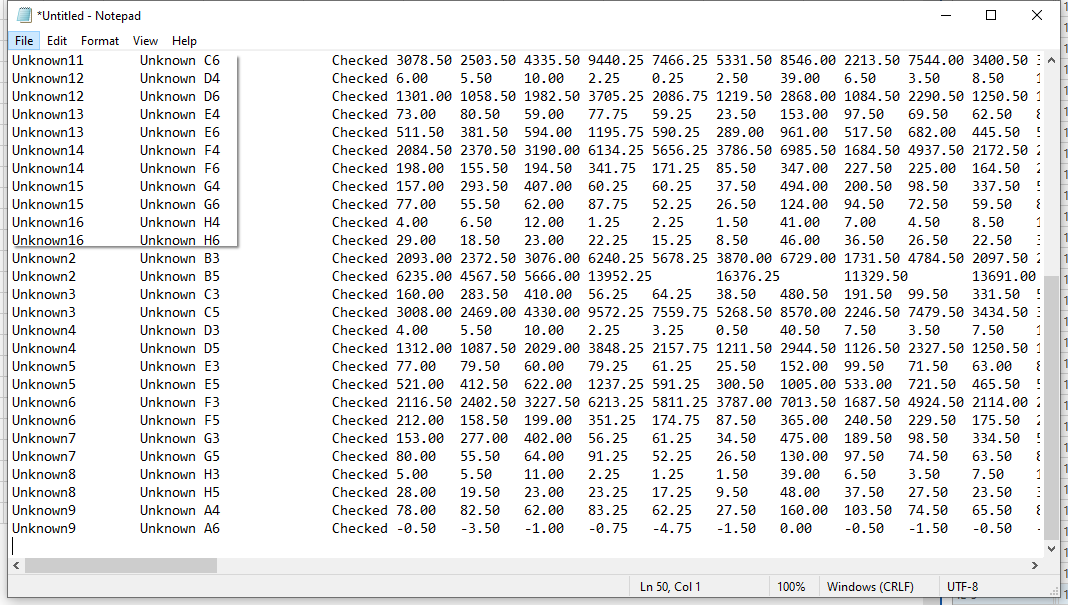 *Untitled - Notepad
File Edit Format View Help
Unknown11 Unknown C6 Checked 3078.50 2503.50 4335.50 9440.25 7466.25 5331.50 8546.00 2213.50 7544.00 3400.50
Unknown12 Unknown D4 Checked 6.00 5.50 10.00 2.25 0.25 2.50 39.00 6.50 3.50 8.50
Unknown12 Unknown D6 Checked 1301.00 1058.50 1982.50 3705.25 2086.75 1219.50 2868.00 1084.50 2290.50 1250.50
Unknown13 Unknown E4 Checked 73.00 80.50 59.00 77.75 59.25 23.50 153.00 97.50 69.50 62.50
Unknown13 Unknown E6 Checked 511.50 381.50 594.00 1195.75 590.25 289.00 961.00 517.50 682.00 445.50
Unknown14 Unknown F4 Checked 2084.50 2370.50 3190.00 6134.25 5656.25 3786.50 6985.50 1684.50 4937.50 2172.50
Unknown14 Unknown F6 Checked 198.00 155.50 194.50 341.75 171.25 85.50 347.00 227.50 225.00 164.50
Unknown15 Unknown G4 Checked 157.00 293.50 407.00 60.25 60.25 37.50 494.00 200.50 98.50 337.50
Unknown15 Unknown G6 Checked 77.00 55.50 62.00 87.75 52.25 26.50 124.00 94.50 72.50 59.50
Unknown16 Unknown H4 Checked 4.00 6.50 12.00 1.25 2.25 1.50 41.00 7.00 4.50 8.50
Unknown16 Unknown H6 Checked 29.00 18.50 23.00 22.25 15.25 8.50 46.00 36.50 26.50 22.50
Unknown2 Unknown B3 Checked 2093.00 2372.50 3076.00 6240.25 5678.25 3870.00 6729.00 1731.50 4784.50 2097.50
Unknown2 Unknown B5 Checked 6235.00 4567.50 5666.00 13952.25 16376.25 11329.50 13691.00
Unknown3 Unknown C3 Checked 160.00 283.50 410.00 56.25 64.25 38.50 480.50 191.50 99.50 331.50
Unknown3 Unknown C5 Checked 3008.00 2469.00 4330.00 9572.25 7559.75 5268.50 8570.00 2246.50 7479.50 3434.50
Unknown4 Unknown D3 Checked 4.00 5.50 10.00 2.25 3.25 0.50 40.50 7.50 3.50 7.50
Unknown4 Unknown D5 Checked 1312.00 1087.50 2029.00 3848.25 2157.75 1211.50 2944.50 1126.50 2327.50 1250.50
Unknown5 Unknown E3 Checked 77.00 79.50 60.00 79.25 61.25 25.50 152.00 99.50 71.50 63.00
Unknown5 Unknown E5 Checked 521.00 412.50 622.00 1237.25 591.25 300.50 1005.00 533.00 721.50 465.50
Unknown6 Unknown F3 Checked 2116.50 2402.50 3227.50 6213.25 5811.25 3787.00 7013.50 1687.50 4924.50 2114.00
Unknown6 Unknown F5 Checked 212.00 158.50 199.00 351.25 174.75 87.50 365.00 240.50 229.50 175.50
Unknown7 Unknown G3 Checked 153.00 277.00 402.00 56.25 61.25 34.50 475.00 189.50 98.50 334.50
Unknown7 Unknown G5 Checked 80.00 55.50 64.00 91.25 52.25 26.50 130.00 97.50 74.50 63.50
Unknown8 Unknown H3 Checked 5.00 5.50 11.00 2.25 1.25 1.50 39.00 6.50 3.50 7.50
Unknown8 Unknown H5 Checked 28.00 19.50 23.00 23.25 17.25 9.50 48.00 37.50 27.50 23.50
Unknown9 Unknown A4 Checked 78.00 82.50 62.00 83.25 62.25 27.50 160.00 103.50 74.50 65.50
Unknown9 Unknown A6 Checked -0.50 -3.50 -1.00 -0.75 -4.75 -1.50 0.00 -0.50 -1.50 -0.50
Ln 50, Col 1 100% Windows (CRLF) UTF-8